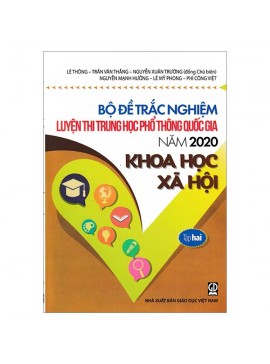 LÊ THÔNG – TRẦN VĂN THẮNG – NGUYỄN XUÂN TRƯỜNG (đồng Chủ biên)
NGUYỄN MẠNH HƯỞNG – LÊ MỸ PHONG – PHÍ CÔNG VIỆT
BỘ ĐỀ TRẮC NGHIỆM
LUYỆN THI TRUNG HỌC PHỔ THÔNG QUỐC GIA
NĂM 2020
KHOA HỌC
XÃ HỘI
Tập hai
NHÀ XUẤT BẢN GIÁO DỤC VIỆT NAM